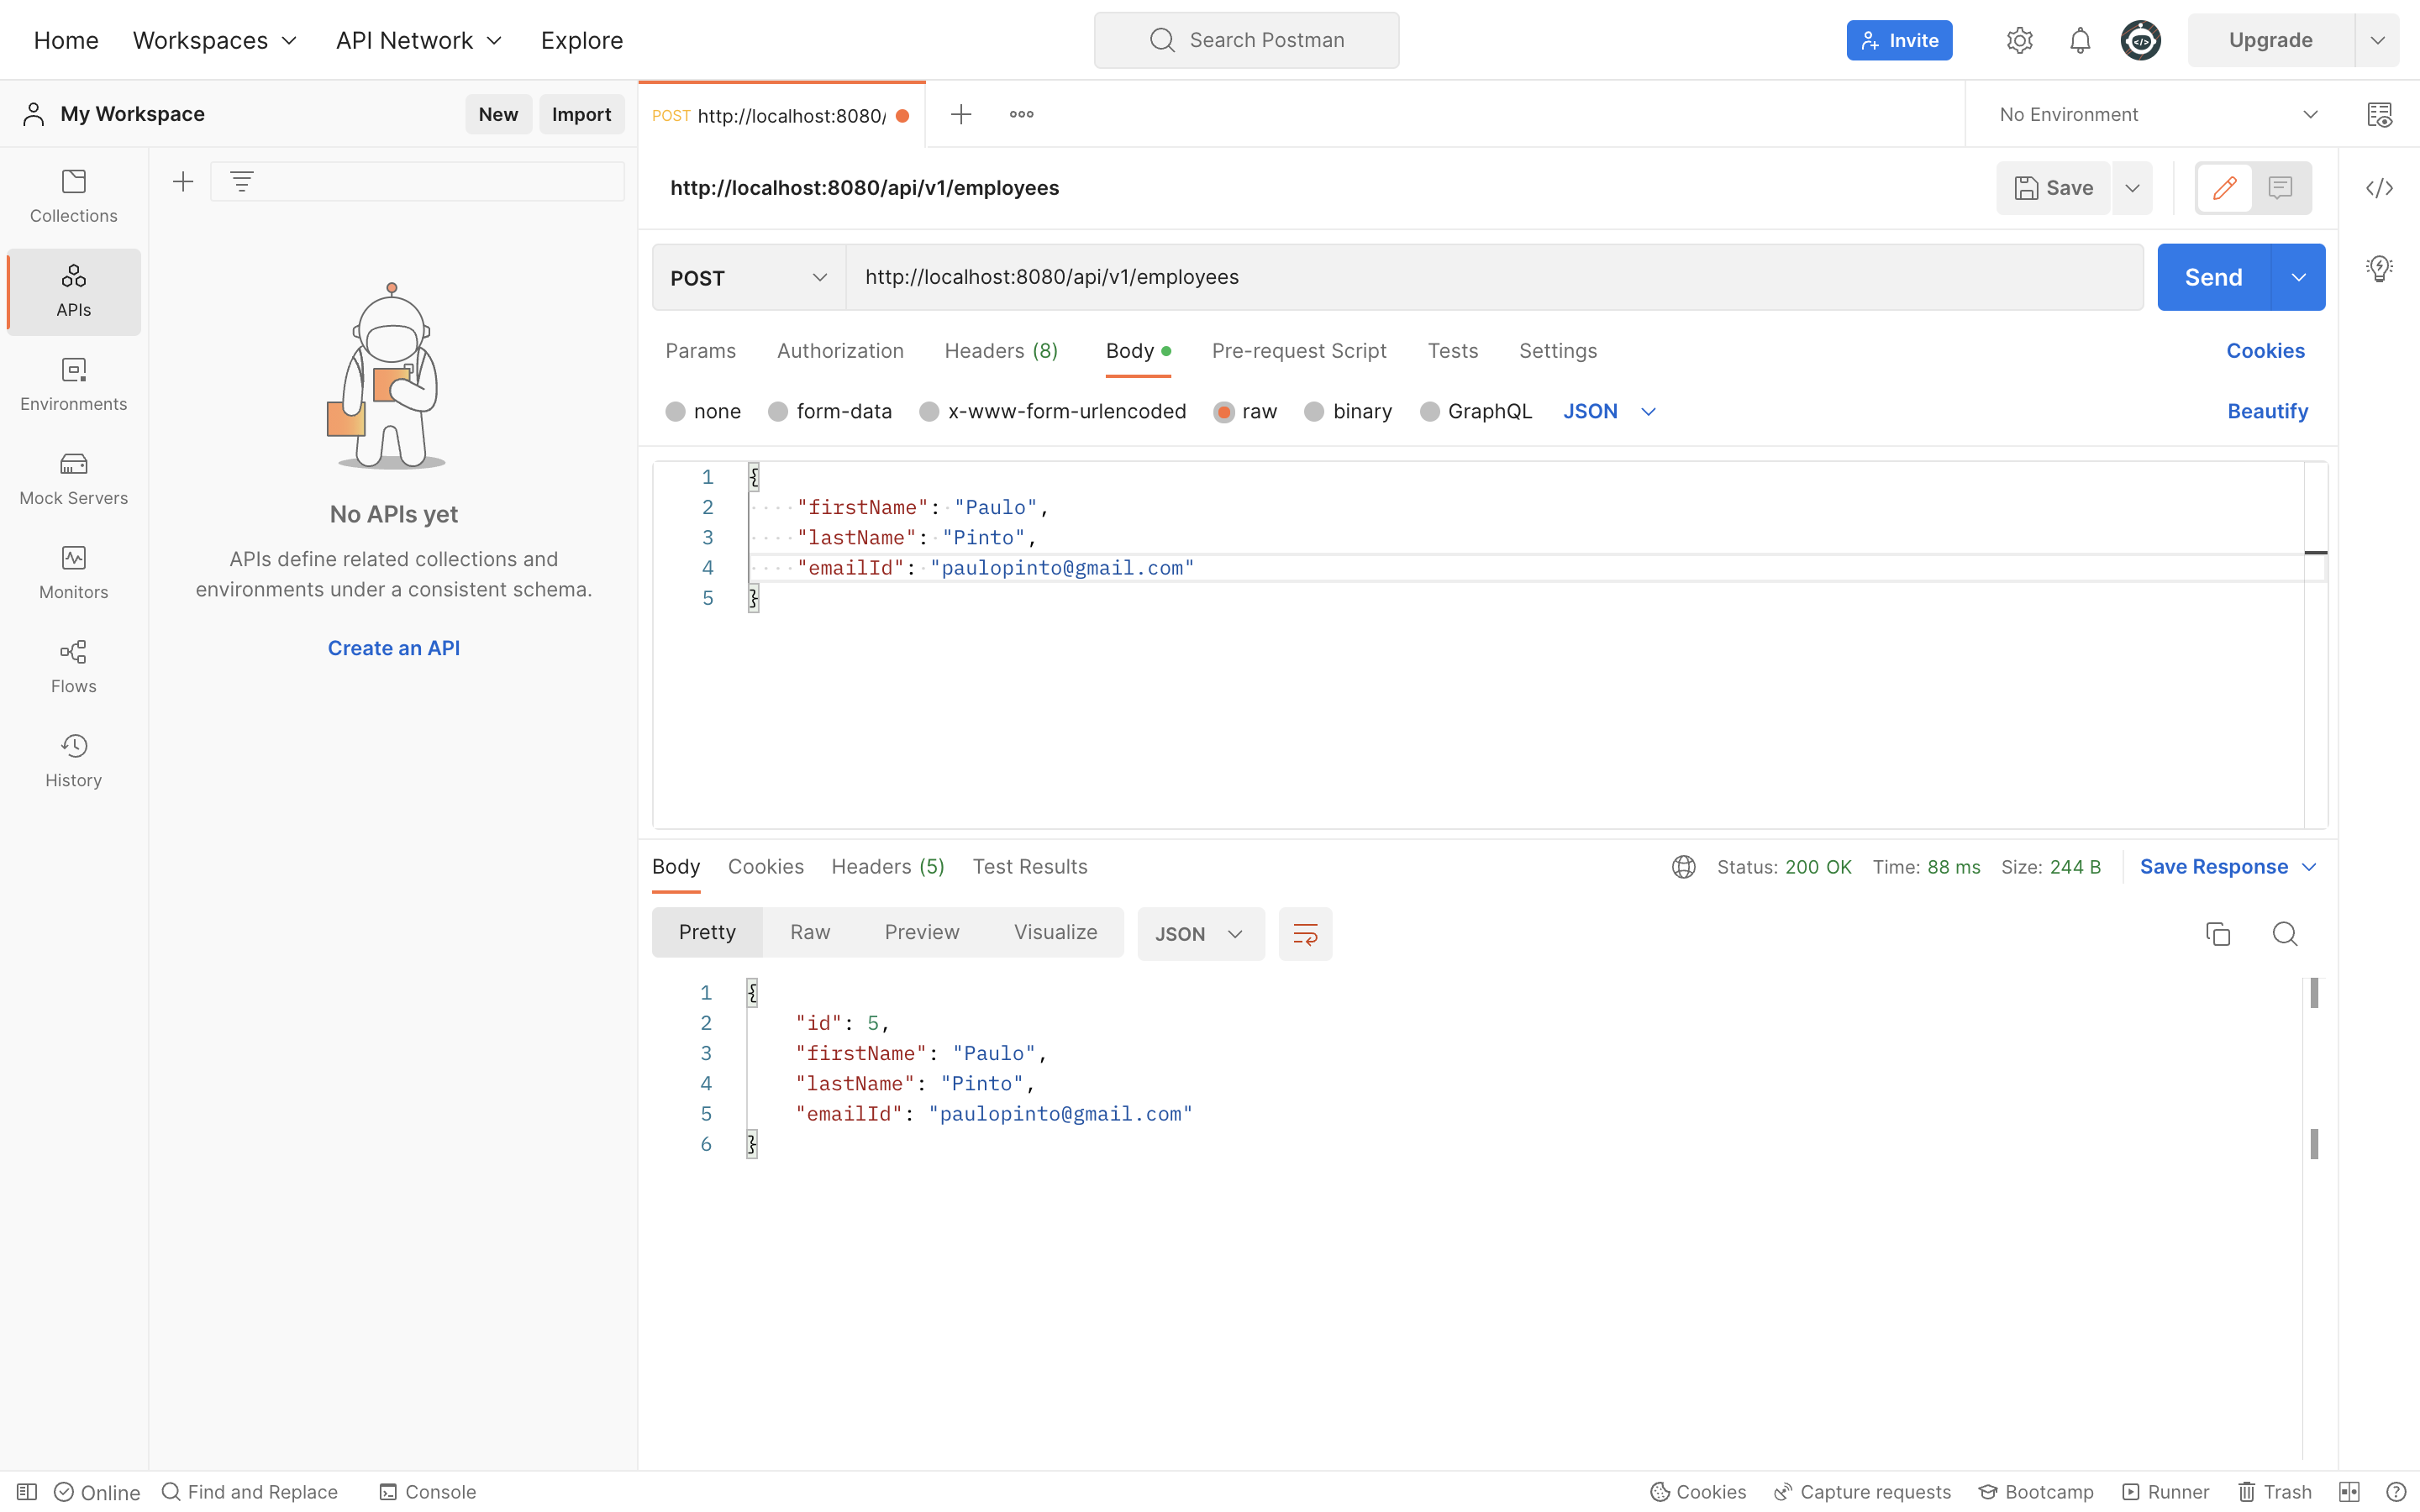 Home Workspaces API Network Explore Search Postman Invite Upgrade
My Workspace New Import POST http://localhost:8080/ No Environment
Collections
APIs
Environments
Mock Servers
Monitors
Flows
History
No APIs yet
APIs define related collections and
environments under a consistent schema.
Create an API
http://localhost:8080/api/v1/employees Save
POST http://localhost:8080/api/v1/employees Send
Params Authorization Headers (8) Body Pre-request Script Tests Settings Cookies
none form-data x-www-form-urlencoded raw binary GraphQL JSON Beautify
1 {
2 "firstName": "Paulo",
3 "lastName": "Pinto",
4 "emailId": "paulopinto@gmail.com"
5 }
Body Cookies Headers (5) Test Results Status: 200 OK Time: 88 ms Size: 244 B Save Response
Pretty Raw Preview Visualize JSON
1 {
2 "id": 5,
3 "firstName": "Paulo",
4 "lastName": "Pinto",
5 "emailId": "paulopinto@gmail.com"
6 }
Online Find and Replace Console Cookies Capture requests Bootcamp Runner Trash